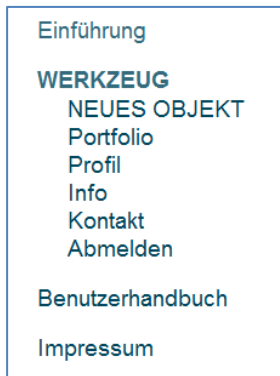 Einführung
WERKZEUG
NEUES OBJEKT
Portfolio
Profil
Info
Kontakt
Abmelden
Benutzerhandbuch
Impressum